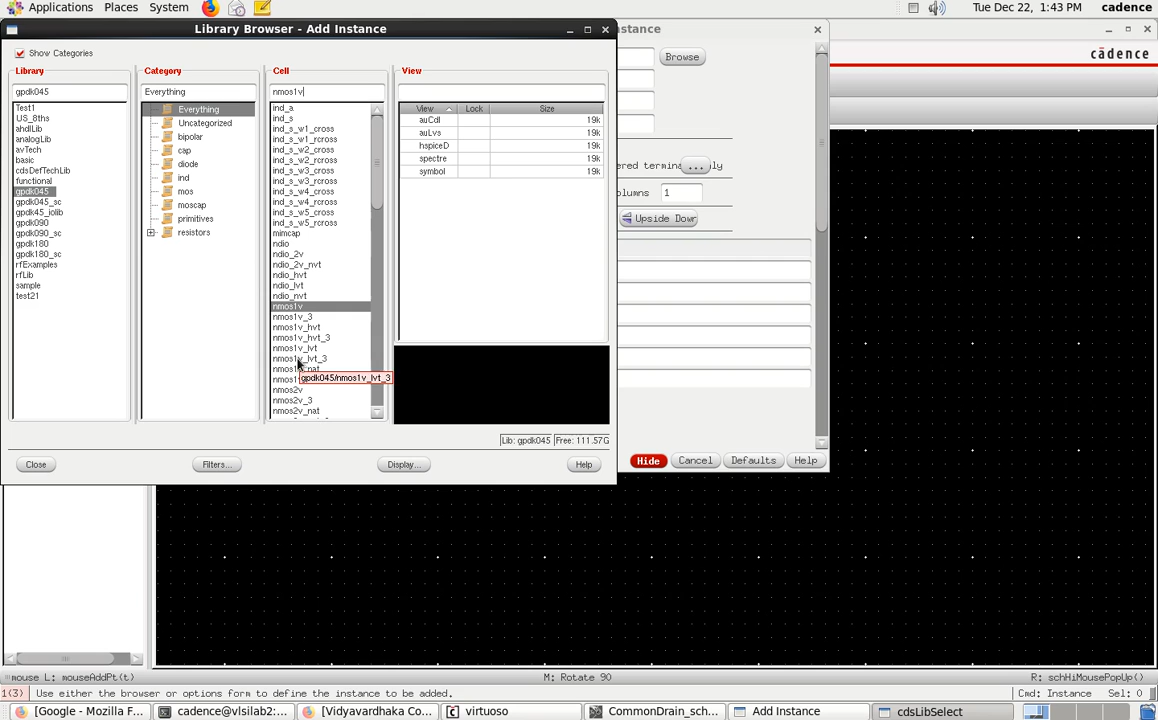 Applications Places System
Tue Dec 22, 1:43 PM cadence
Library Browser - Add Instance
stance
cādence
Show Categories
Browse
Library
Category
Cell
View
gpdk045
Everything
nmos1v
Test1
US_8ths
ahdlLib
analogLib
avTech
basic
cdsDefTechLib
functional
gpdk045
gpdk045_sc
gpdk45_iolib
gpdk090
gpdk090_sc
gpdk180
gpdk180_sc
rfExamples
rfLib
sample
test21
Everything
Uncategorized
bipolar
cap
diode
ind
mos
moscap
primitives
resistors
ind_a
ind_s
ind_s_w1_cross
ind_s_w1_rcross
ind_s_w2_cross
ind_s_w2_rcross
ind_s_w3_cross
ind_s_w3_rcross
ind_s_w4_cross
ind_s_w4_rcross
ind_s_w5_cross
ind_s_w5_rcross
mimcap
ndio
ndio_2v
ndio_2v_nvt
ndio_hvt
ndio_lvt
ndio_nvt
nmos1v
nmos1v_3
nmos1v_hvt
nmos1v_hvt_3
nmos1v_lvt
nmos1v_lvt_3
gpdk045/nmos1v_lvt_3
nmos2v
nmos2v_3
nmos2v_nat
View Lock Size
auCdl 19k
auLvs 19k
hspiceD 19k
spectre 19k
symbol 19k
ered termina ... ly
olumns 1
Upside Down
Lib: gpdk045 Free: 111.57G
Close Filters... Display... Help
Hide Cancel Defaults Help
mouse L: mouseAddPt(t) M: Rotate 90 R: schHiMousePopUp()
1(3) Use either the browser or options form to define the instance to be added. Cmd: Instance Sel: 0
[Google - Mozilla F... cadence@vlsilab2:... [Vidyavardhaka Co... virtuoso CommonDrain_sch... Add Instance cdsLibSelect